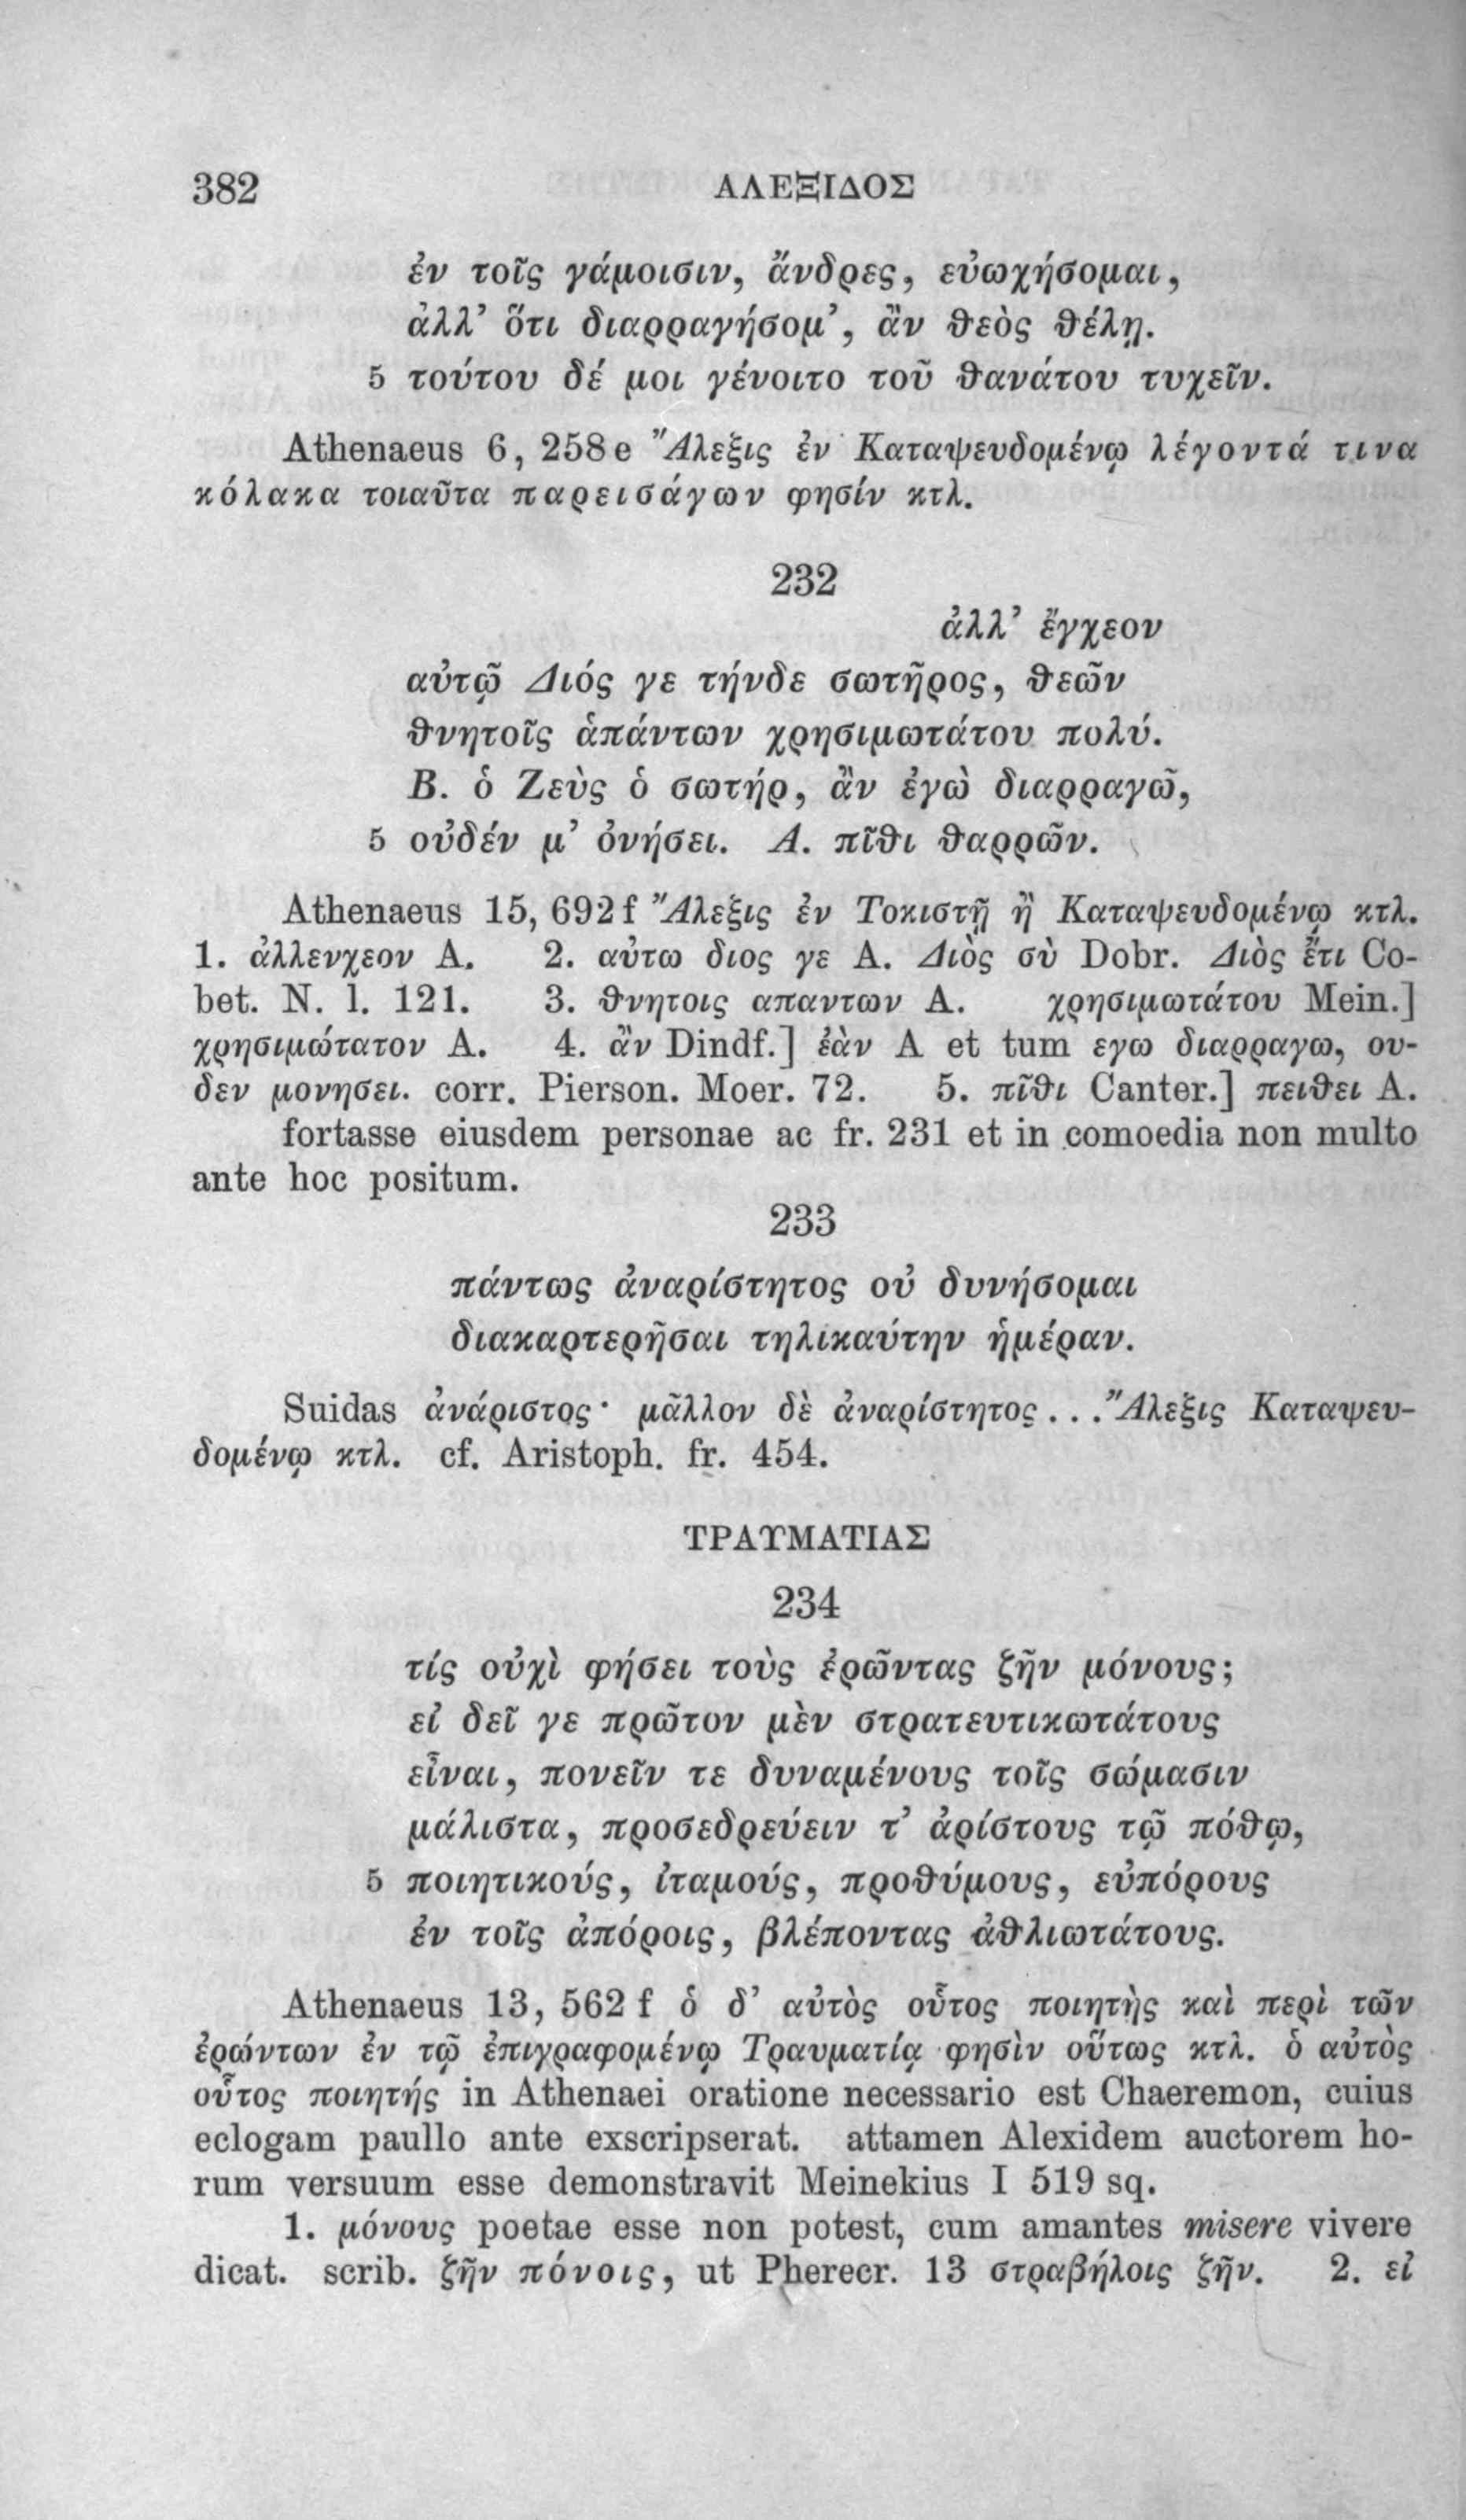 382 ΑΛΕΞΙΔΟΣ
ἐν τοῖς γάμοισιν, ἄνδρες, εὐωχήσομαι,
ἀλλ’ ὅτι διαρραγήσομ’, ἂν θεὸς θέλῃ.
5 τούτου δέ μοι γένοιτο τοῦ θανάτου τυχεῖν.
Athenaeus 6, 258 e Ἄλεξις ἐν Καταψευδομένῳ λέγοντά τινα
κόλακα τοιαῦτα παρεισάγων φησίν κτλ.
232
ἀλλ’ ἔγχεον
αὐτῷ Διός γε τήνδε σωτῆρος, θεῶν
θνητοῖς ἁπάντων χρησιμωτάτου πολύ.
Β. ὁ Ζεὺς ὁ σωτήρ, ἂν ἐγὼ διαρραγῶ,
5 οὐδέν μ’ ὀνήσει. Α. πῖθι θαρρῶν.
Athenaeus 15, 692 f Ἄλεξις ἐν Τοκιστῇ ἢ Καταψευδομένῳ κτλ.
1. ἀλλενχεον A. 2. αὐτω διος γε A. Διὸς σὺ Dobr. Διὸς ἔτι Co-
bet. N. l. 121. 3. θνητοις απαντων A. χρησιμωτάτου Mein.]
χρησιμώτατον A. 4. ἂν Dindf.] ἐὰν A et tum εγω διαρραγω, ου-
δεν μονησει. corr. Pierson. Moer. 72. 5. πῖθι Canter.] πειθει A.
fortasse eiusdem personae ac fr. 231 et in comoedia non multo
ante hoc positum.
233
πάντως ἀναρίστητος οὐ δυνήσομαι
διακαρτερῆσαι τηλικαύτην ἡμέραν.
Suidas ἀνάριστος· μᾶλλον δὲ ἀναρίστητος . . . Ἄλεξις Καταψευ-
δομένῳ κτλ. cf. Aristoph. fr. 454.
ΤΡΑΥΜΑΤΙΑΣ
234
τίς οὐχὶ φήσει τοὺς ἐρῶντας ζῆν μόνους;
εἰ δεῖ γε πρῶτον μὲν στρατευτικωτάτους
εἶναι, πονεῖν τε δυναμένους τοῖς σώμασιν
μάλιστα, προσεδρεύειν τ’ ἀρίστους τῷ πόθῳ,
5 ποιητικούς, ἰταμούς, προθύμους, εὐπόρους
ἐν τοῖς ἀπόροις, βλέποντας ἀθλιωτάτους.
Athenaeus 13, 562 f ὁ δ’ αὐτὸς οὗτος ποιητὴς καὶ περὶ τῶν
ἐρώντων ἐν τῷ ἐπιγραφομένῳ Τραυματίᾳ φησὶν οὕτως κτλ. ὁ αὐτὸς
οὗτος ποιητής in Athenaei oratione necessario est Chaeremon, cuius
eclogam paullo ante exscripserat. attamen Alexidem auctorem ho-
rum versuum esse demonstravit Meinekius I 519 sq.
1. μόνους poetae esse non potest, cum amantes misere vivere
dicat. scrib. ζῆν πόνοις, ut Pherecr. 13 στραβήλοις ζῆν. 2. εἰ